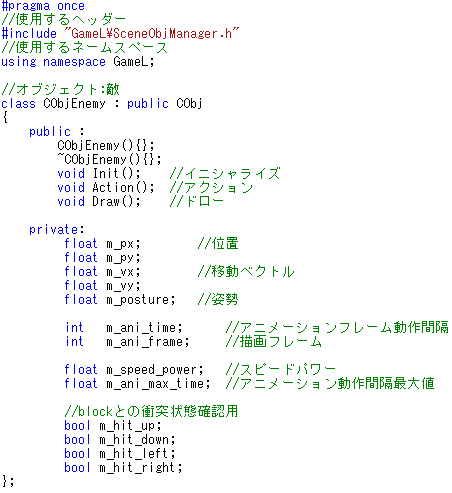 #pragma once
//使用するヘッダー
#include "GameL¥SceneObjManager.h"
//使用するネームスペース
using namespace GameL;

//オブジェクト:敵
class CObjEnemy : public CObj
{
    public :
        CObjEnemy(){};
        ~CObjEnemy(){};
        void Init();    //イニシャライズ
        void Action();  //アクション
        void Draw();    //ドロー

    private:
         float m_px;        //位置
         float m_py;
         float m_vx;        //移動ベクトル
         float m_vy;
         float m_posture;   //姿勢

         int   m_ani_time;      //アニメーションフレーム動作間隔
         int   m_ani_frame;     //描画フレーム

         float m_speed_power;   //スピードパワー
         float m_ani_max_time;  //アニメーション動作間隔最大値

         //blockとの衝突状態確認用
         bool m_hit_up;
         bool m_hit_down;
         bool m_hit_left;
         bool m_hit_right;
};